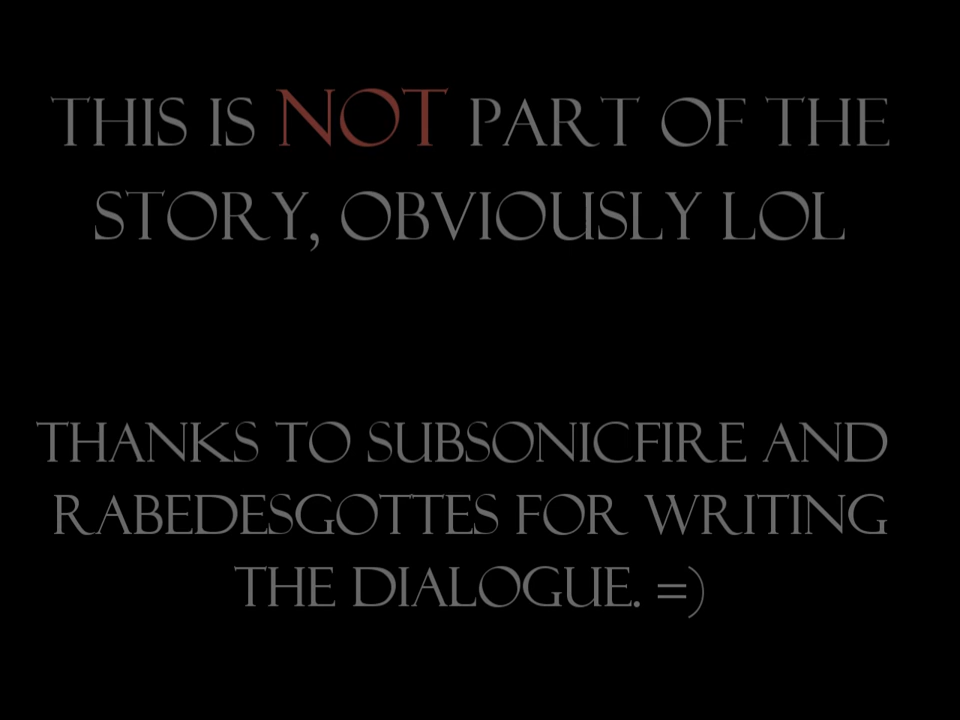 THIS IS NOT PART OF THE
STORY, OBVIOUSLY LOL
THANKS TO SUBSONICFIRE AND
RABEDESGOTTES FOR WRITING
THE DIALOGUE. =)